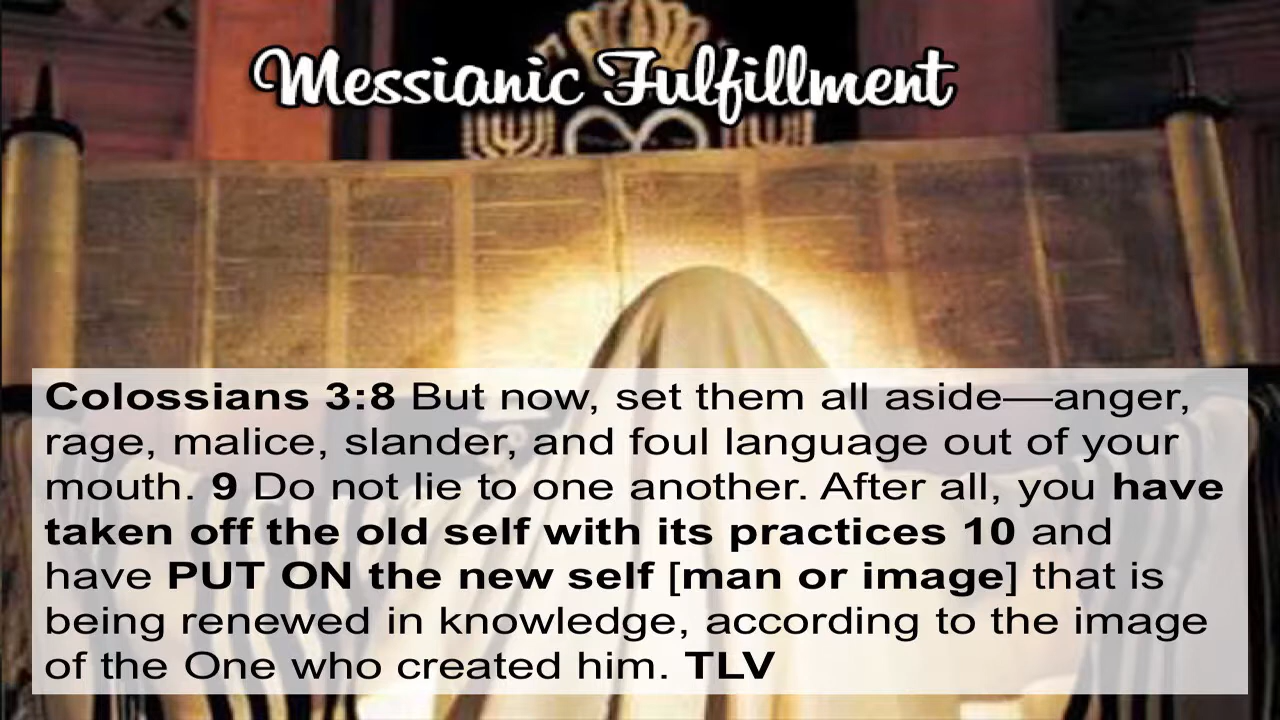 Messianic Fulfillment
Colossians 3:8 But now, set them all aside—anger,
rage, malice, slander, and foul language out of your
mouth. 9 Do not lie to one another. After all, you have
taken off the old self with its practices 10 and
have PUT ON the new self [man or image] that is
being renewed in knowledge, according to the image
of the One who created him. TLV